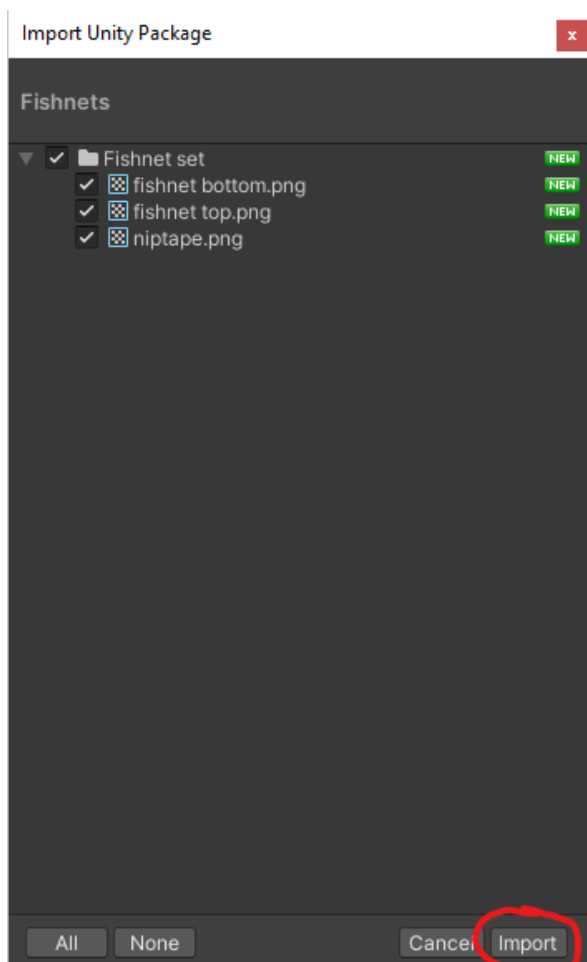 Import Unity Package
x
Fishnets
Fishnet set NEW
fishnet bottom.png NEW
fishnet top.png NEW
niptape.png NEW
All None Cancel Import